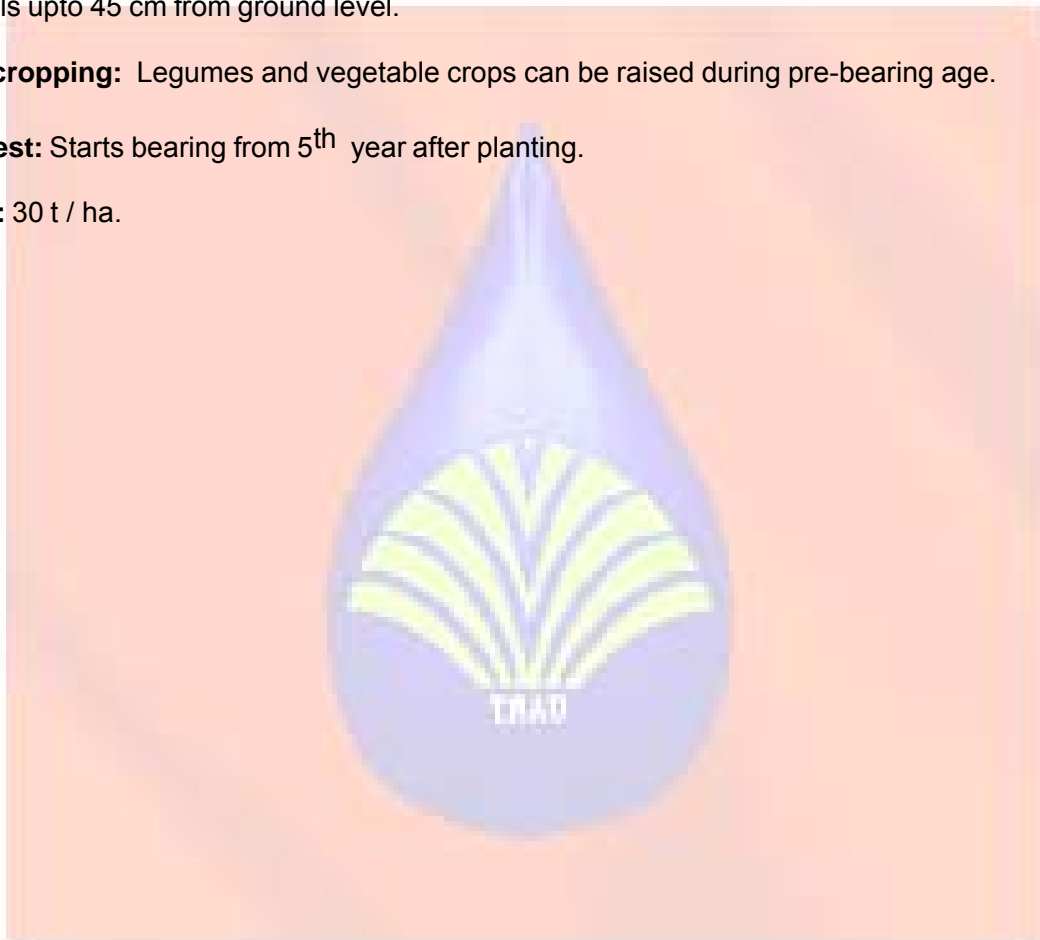 ls upto 45 cm from ground level.
cropping: Legumes and vegetable crops can be raised during pre-bearing age.
est: Starts bearing from 5th year after planting.
: 30 t / ha.
TNAU